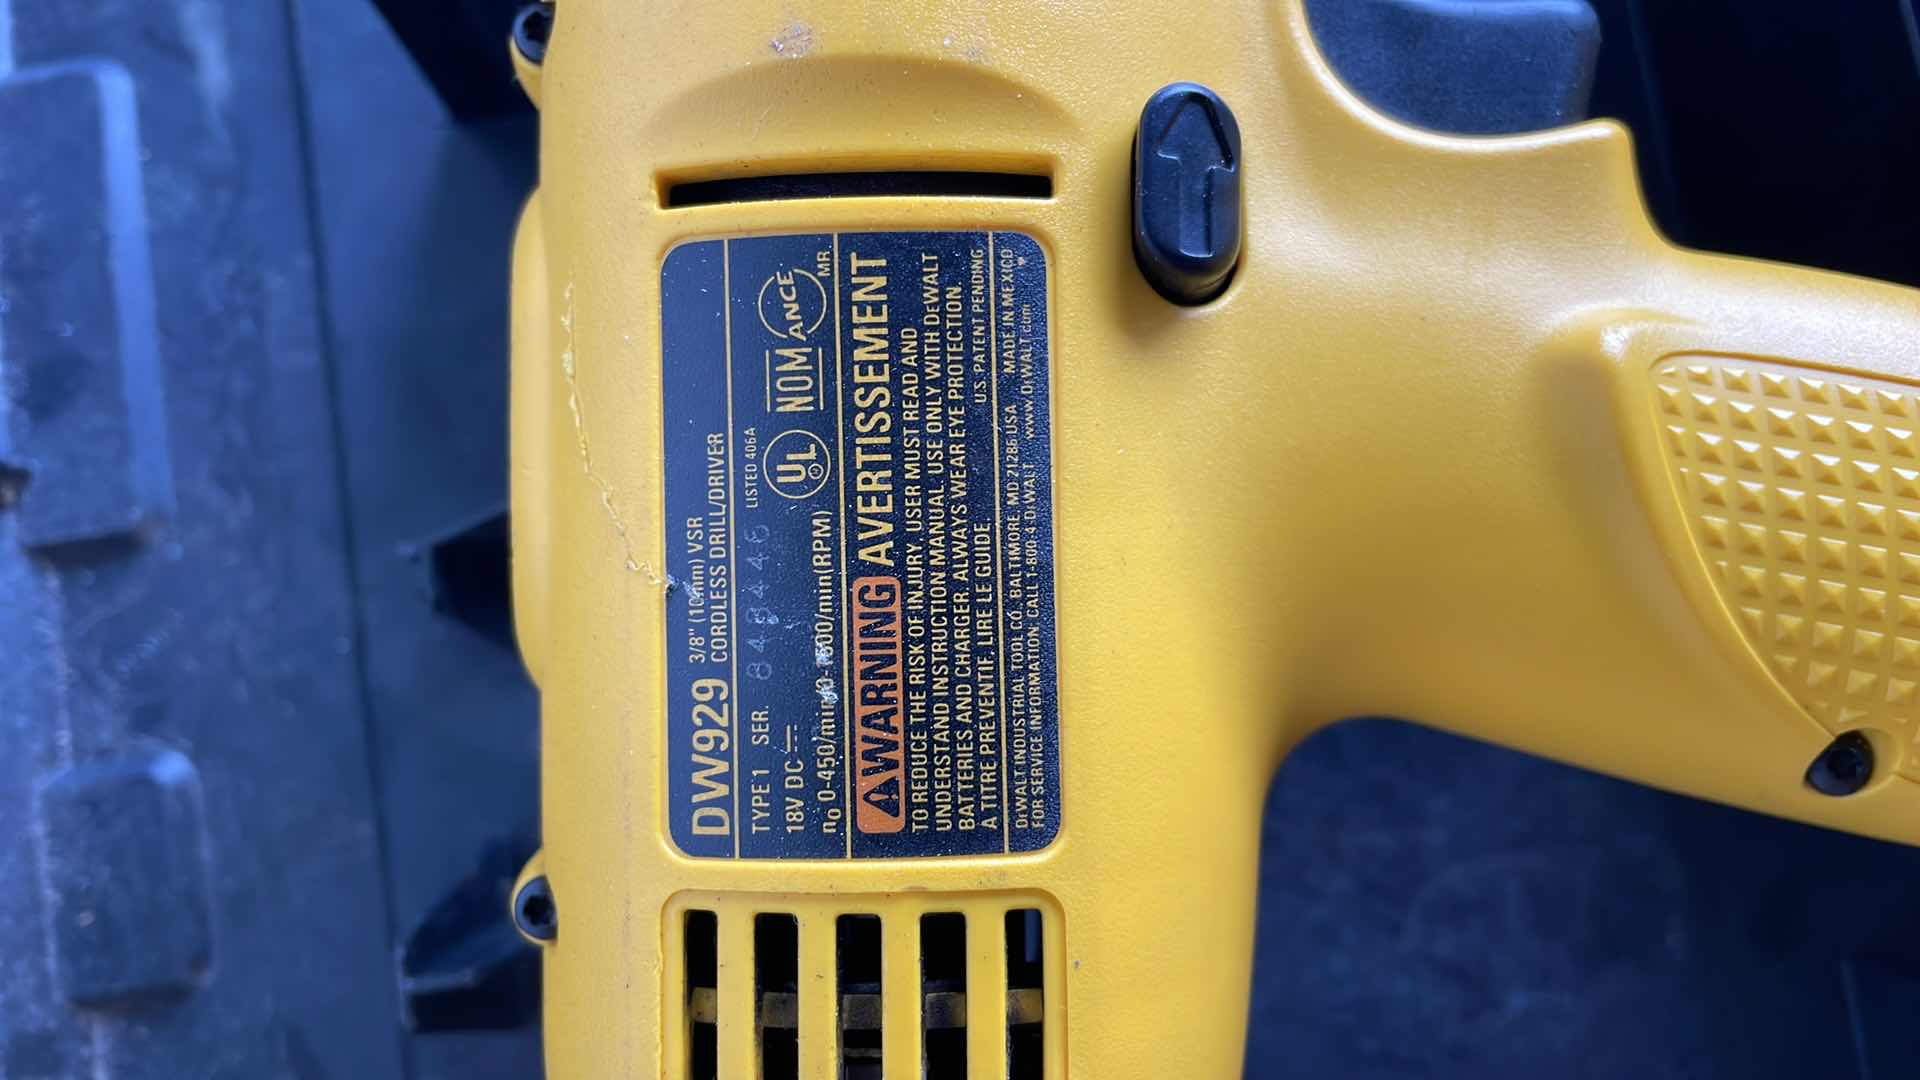 DW929 3/8" (10mm) VSR
CORDLESS DRILL/DRIVER
TYPE 1 SER. 848446 LISTED 406A
18V DC UL NOM ANCE MR
no 0-450/min/0-1500/min(RPM)
WARNING AVERTISSEMENT
TO REDUCE THE RISK OF INJURY, USER MUST READ AND
UNDERSTAND INSTRUCTION MANUAL. USE ONLY WITH DEWALT
BATTERIES AND CHARGER. ALWAYS WEAR EYE PROTECTION.
A TITRE PREVENTIF, LIRE LE GUIDE. U.S. PATENT PENDING
DEWALT INDUSTRIAL TOOL CO. BALTIMORE, MD 21286 USA MADE IN MEXICO
FOR SERVICE INFORMATION, CALL 1-800-4-DEWALT www.DEWALT.com